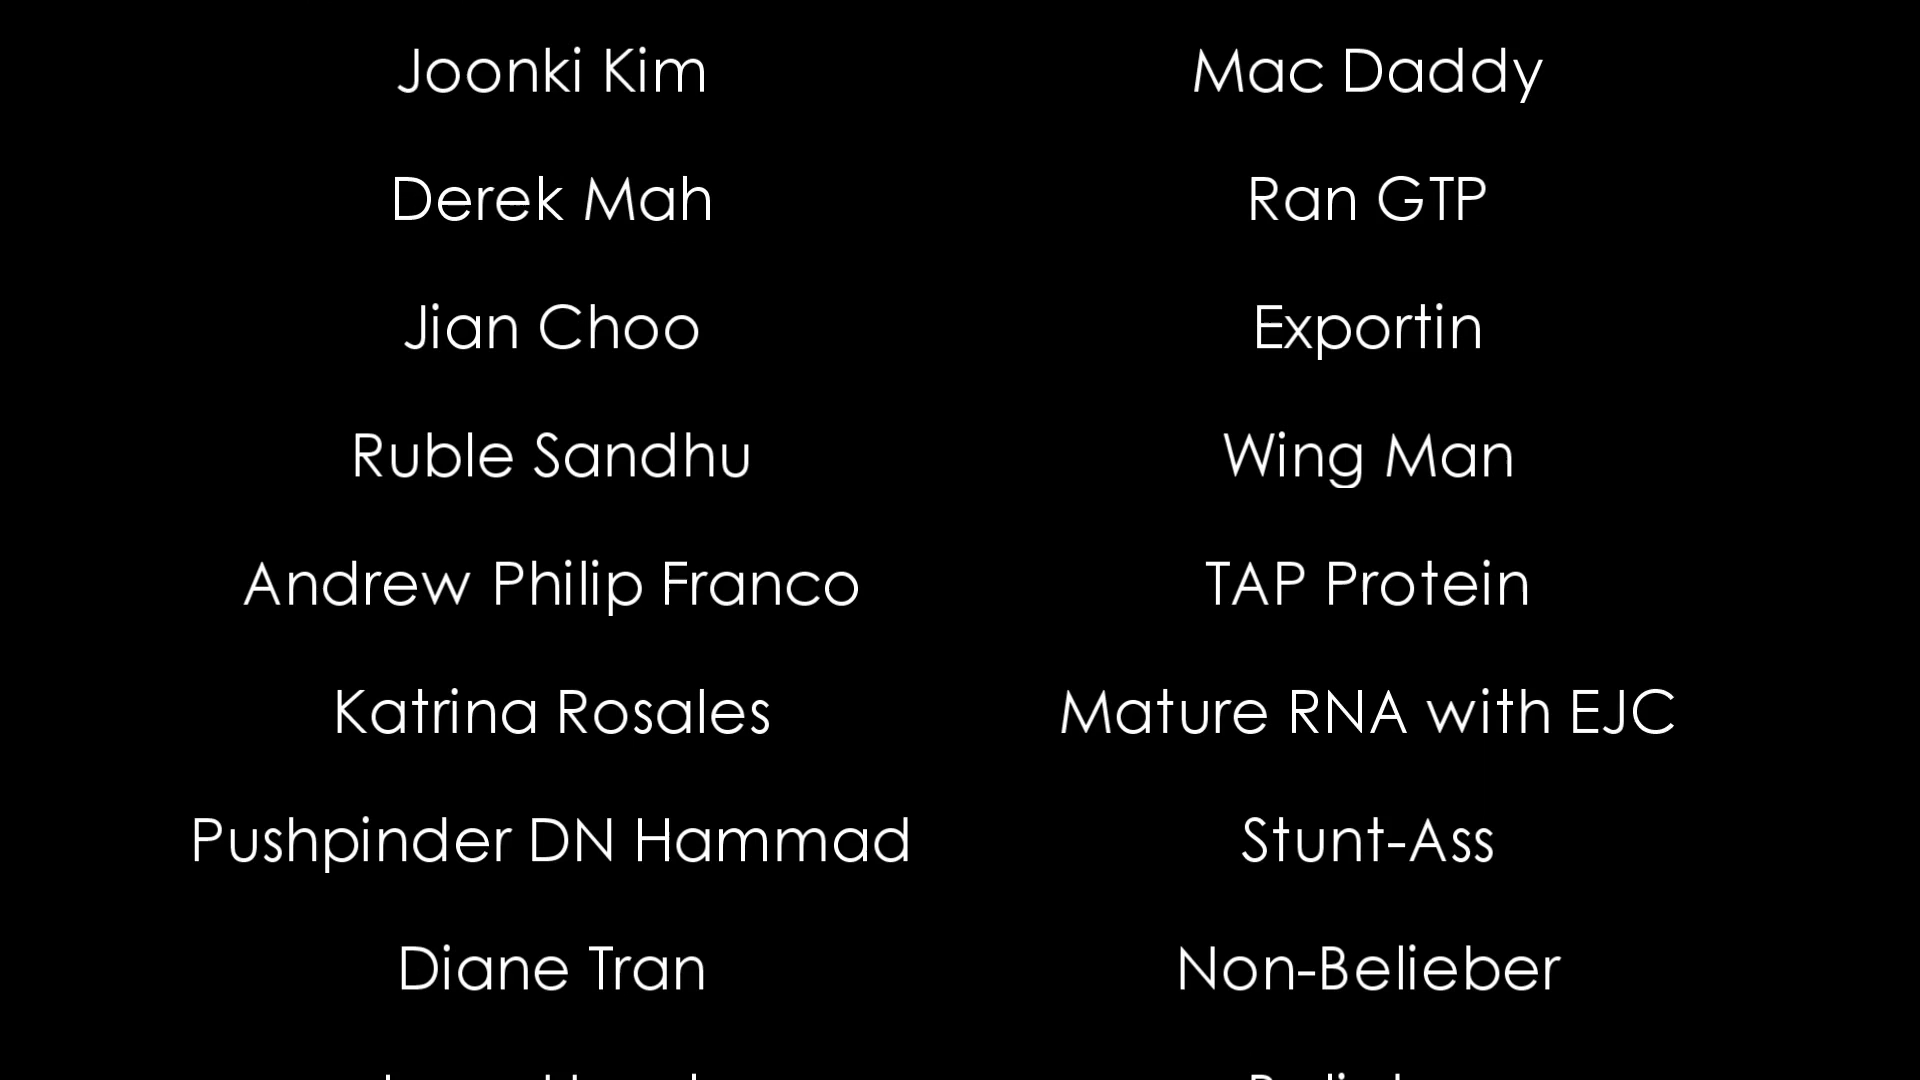 Joonki Kim Mac Daddy
Derek Mah Ran GTP
Jian Choo Exportin
Ruble Sandhu Wing Man
Andrew Philip Franco TAP Protein
Katrina Rosales Mature RNA with EJC
Pushpinder DN Hammad Stunt-Ass
Diane Tran Non-Belieber